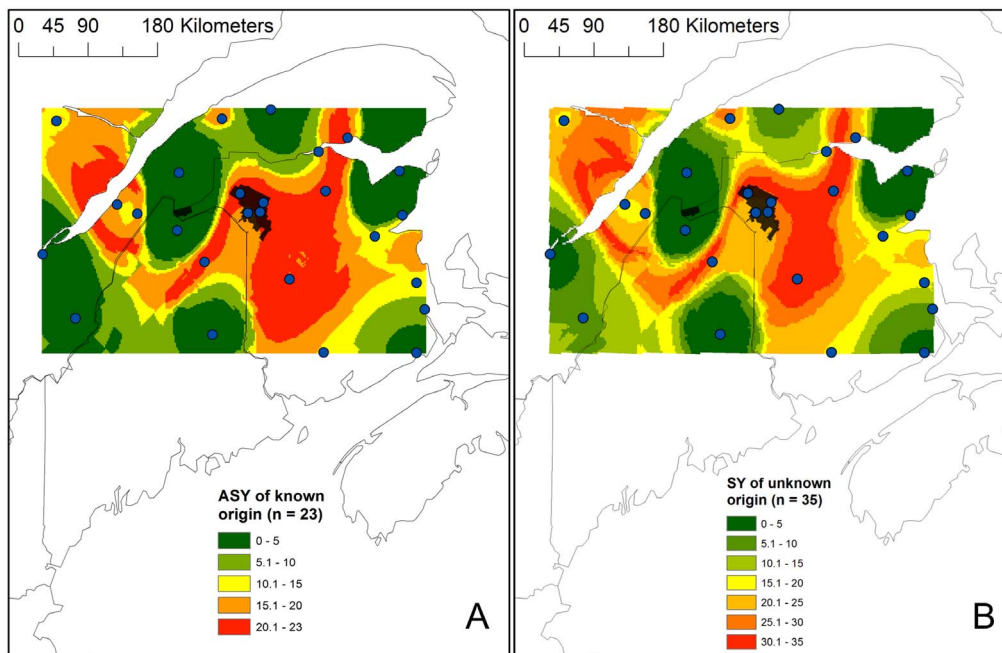 0 45 90 180 Kilometers
ASY of known
origin (n = 23)
0 - 5
5.1 - 10
10.1 - 15
15.1 - 20
20.1 - 23
A
0 45 90 180 Kilometers
SY of unknown
origin (n = 35)
0 - 5
5.1 - 10
10.1 - 15
15.1 - 20
20.1 - 25
25.1 - 30
30.1 - 35
B